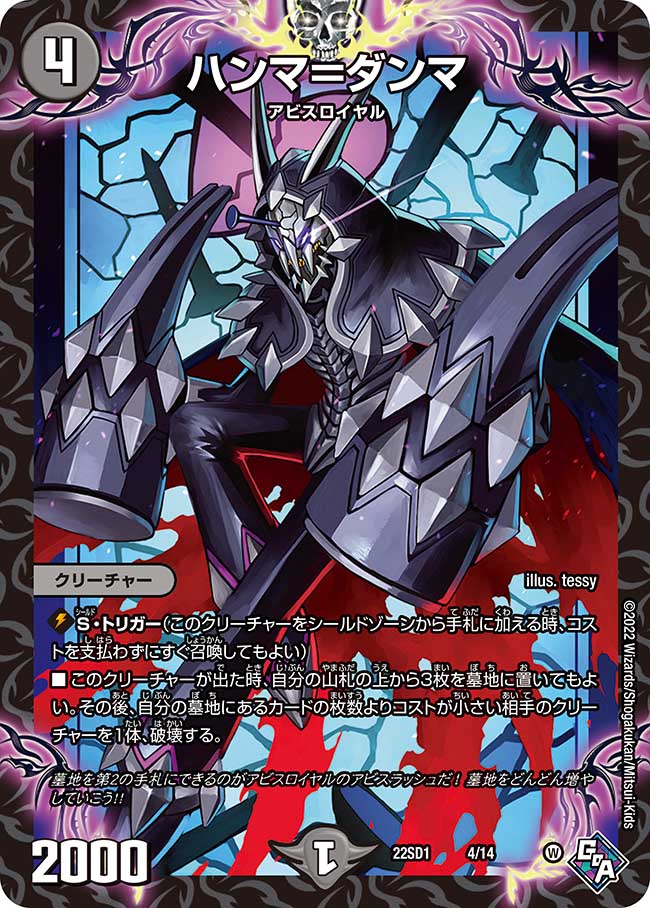 4
ハンマ＝ダンマ
アビスロイヤル
クリーチャー
illus. tessy
S・トリガー（このクリーチャーをシールドゾーンから手札に加える時、コス
トを支払わずにすぐ召喚してもよい）
■ このクリーチャーが出た時、自分の山札の上から3枚を墓地に置いてもよ
い。その後、自分の墓地にあるカードの枚数よりコストが小さい相手のクリー
チャーを1体、破壊する。
墓地を第2の手札にできるのがアビスロイヤルのアビスラッシュだ！ 墓地をどんどん増や
していこう!!
2000
1
22SD1 4/14
W
©2022 Wizards/Shogakukan/Mitsui-Kids